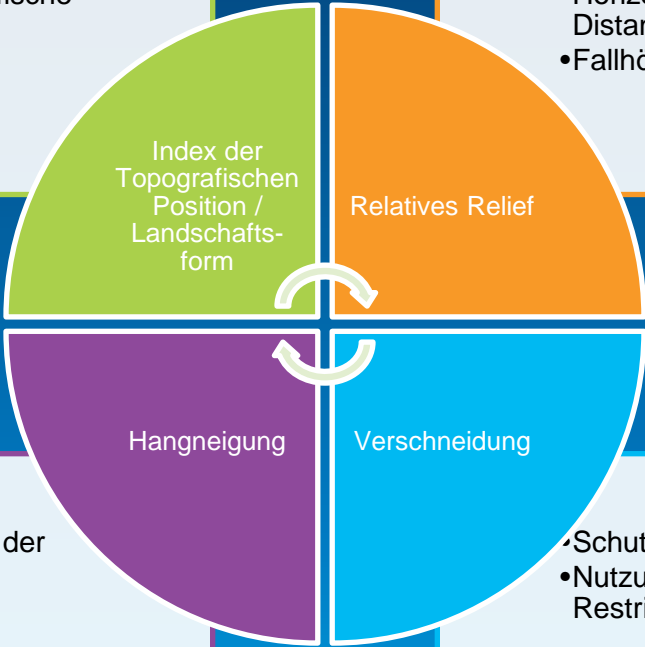 Distan
•Fallhö
Index der
Topografischen
Position /
Landschafts-
form
Relatives Relief
Hangneigung
Verschneidung
der
•Schut
•Nutzu
Restri